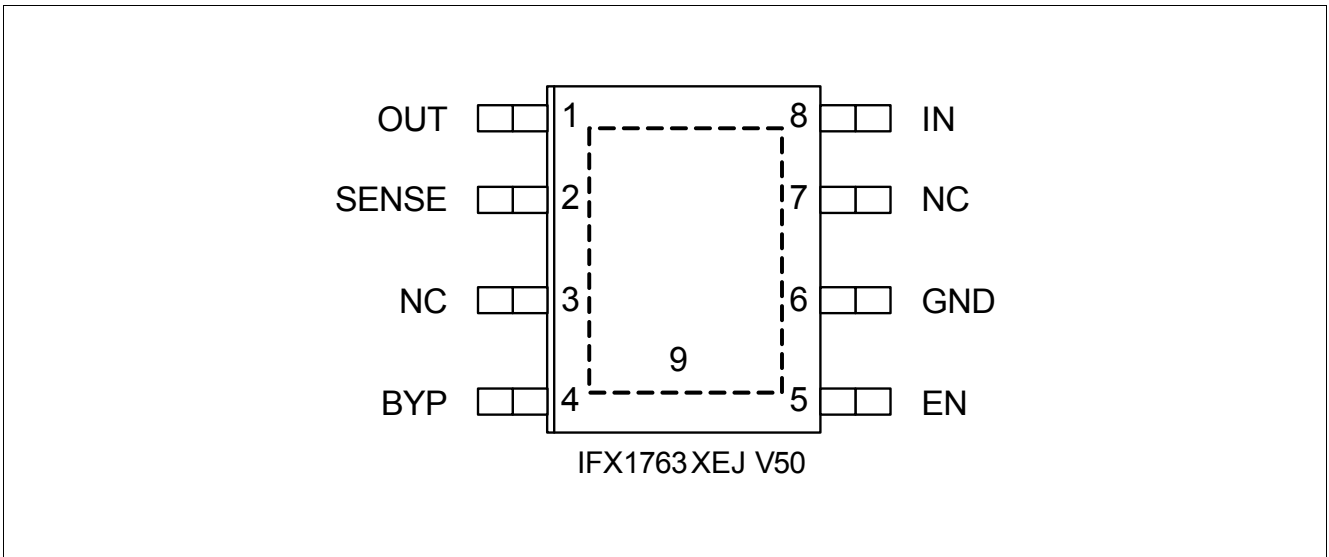 OUT 1 8 IN
SENSE 2 7 NC
NC 3 6 GND
9
BYP 4 5 EN
IFX1763XEJ V50